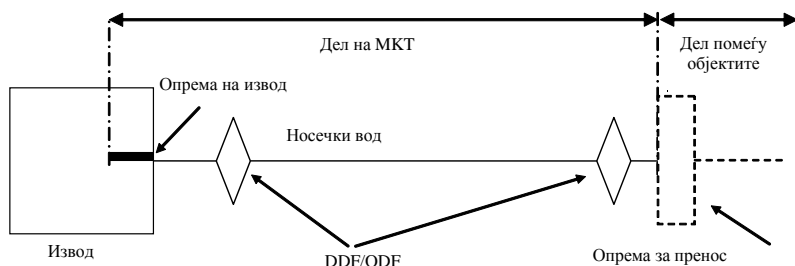 Дел на МКТ
Дел помеѓу
објектите
Опрема на извод
Носечки вод
Извод
DDF/ODF
Опрема за пренос